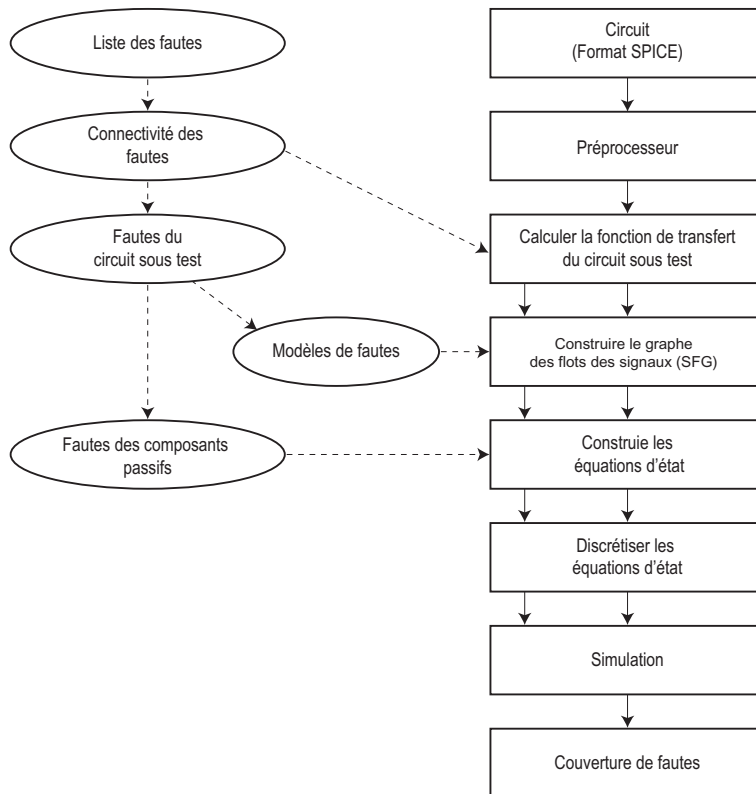 Liste des fautes
Circuit
(Format SPICE)
Connectivité des
fautes
Préprocesseur
Fautes du
circuit sous test
Calculer la fonction de transfert
du circuit sous test
Modèles de fautes
Construire le graphe
des flots des signaux (SFG)
Fautes des composants
passifs
Construie les
équations d'état
Discrétiser les
équations d'état
Simulation
Couverture de fautes